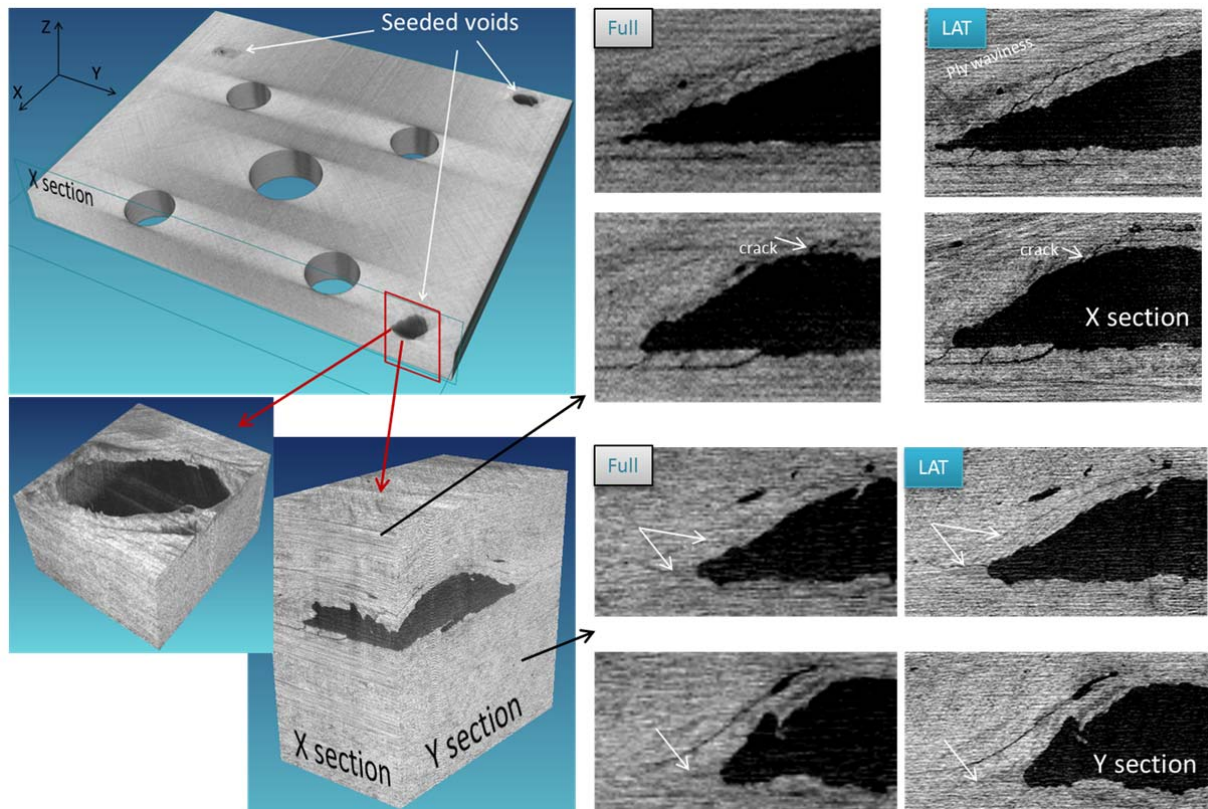 Seeded voids
Z
Y
X
X section
Full
LAT
Ply waviness
crack
crack
X section
Full
LAT
X section
Y section
Y section